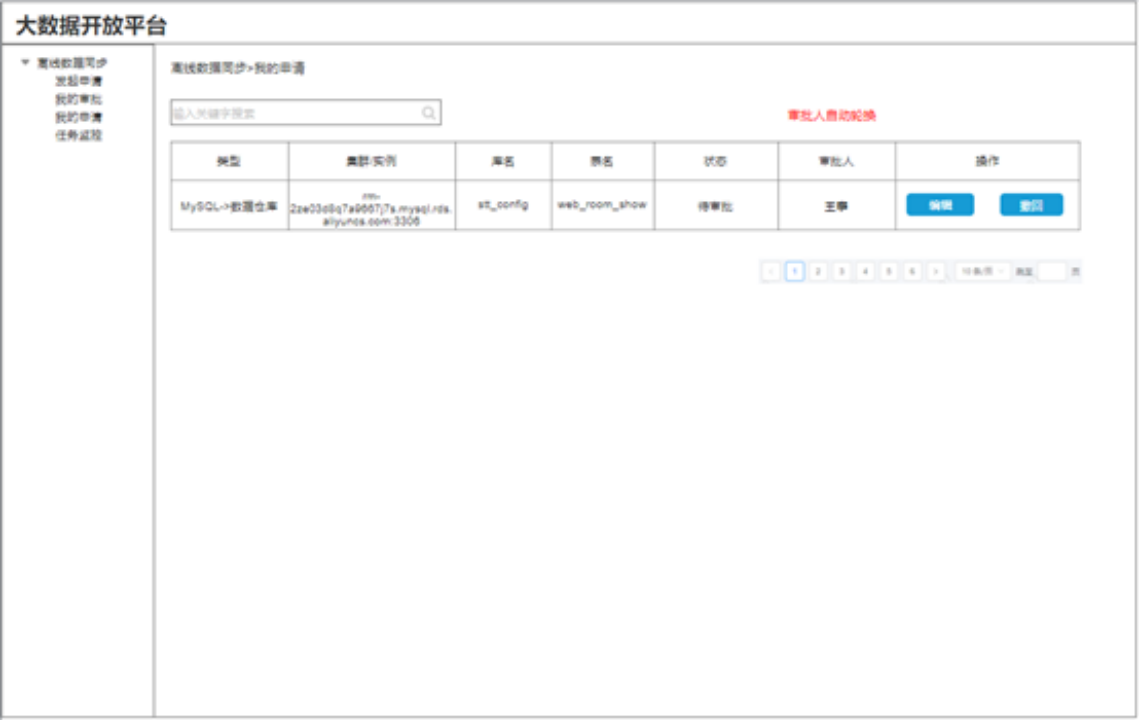 大数据开放平台
离线数据同步
发起申请
我的审批
我的申请
任务监控
离线数据同步>我的申请
输入关键字搜索
审批人自动轮换
类型 集群/实例 库名 表名 状态 审批人 操作
rm-
MySQL->数据仓库 2ze03d8q7a9667j7s.mysql.rds. stt_config web_room_show 待审批 编辑 撤回
aliyuncs.com:3306
1 2 3 4 5 6 10条/页 跳至 页